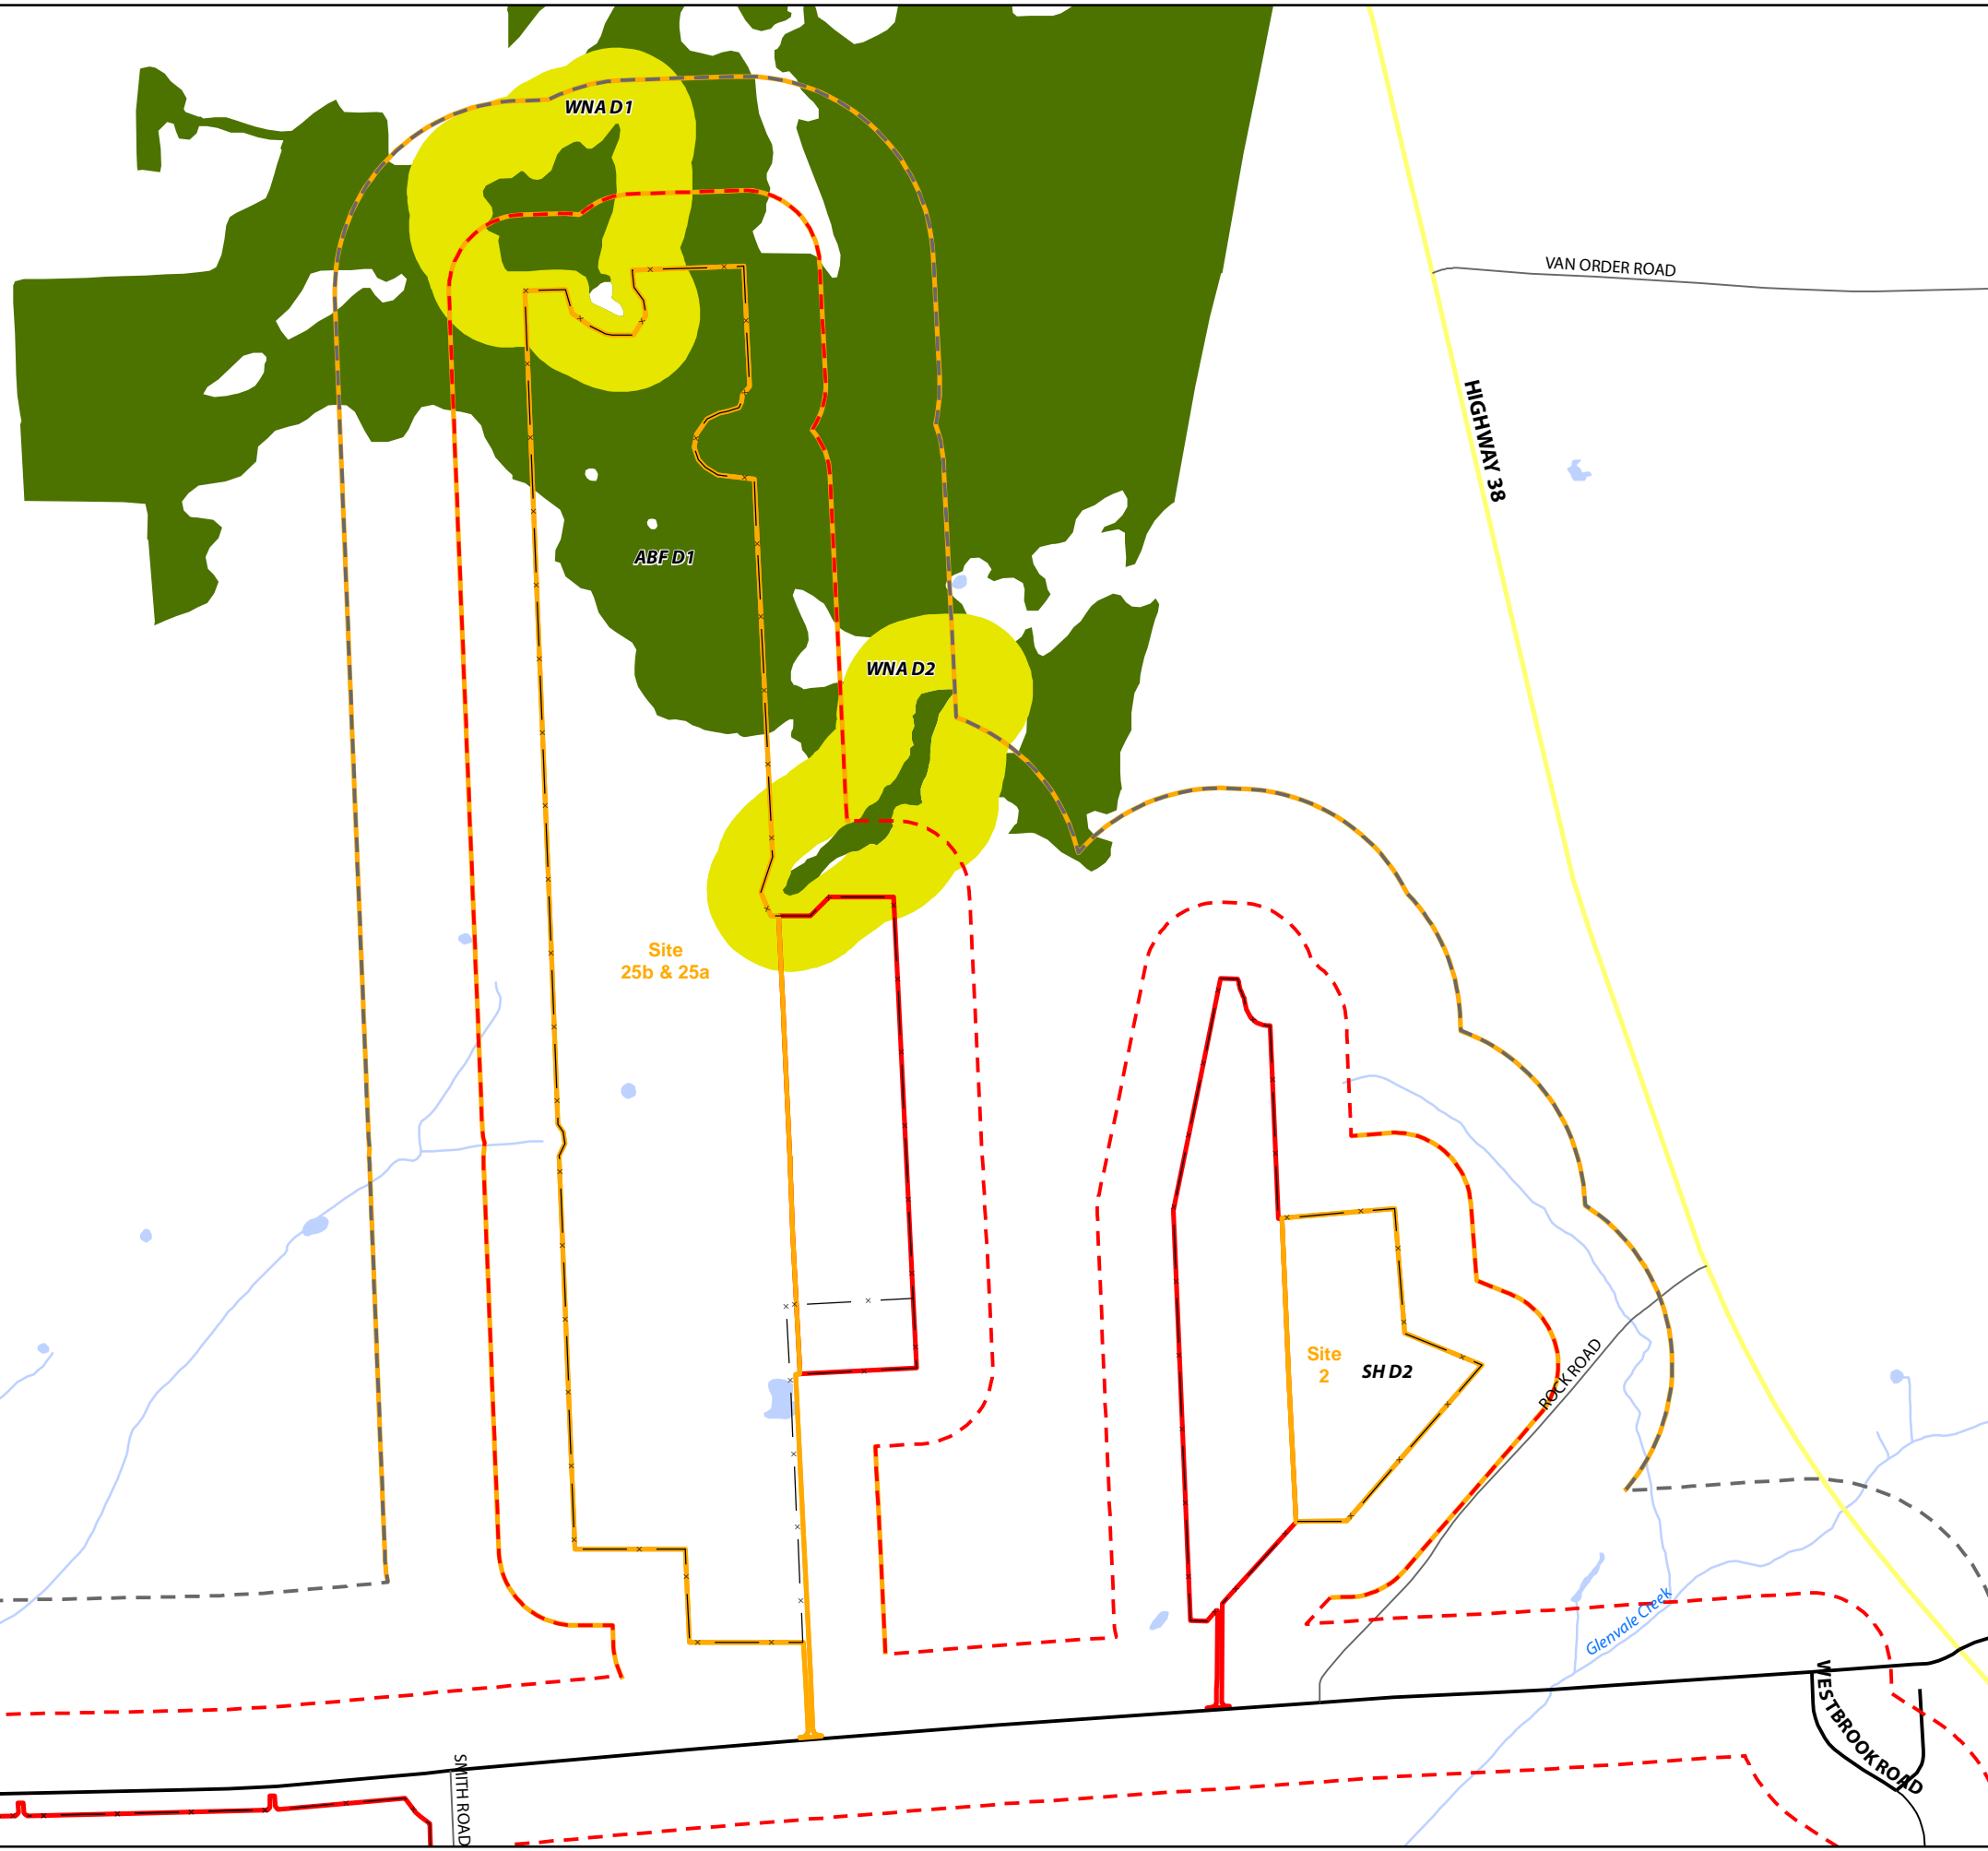 WNA D1
VAN ORDER ROAD
HIGHWAY 38
ABF D1
WNA D2
Site
25b & 25a
Site
2
SH D2
ROCK ROAD
Glenvale Creek
WESTBROOK ROAD
SMITH ROAD